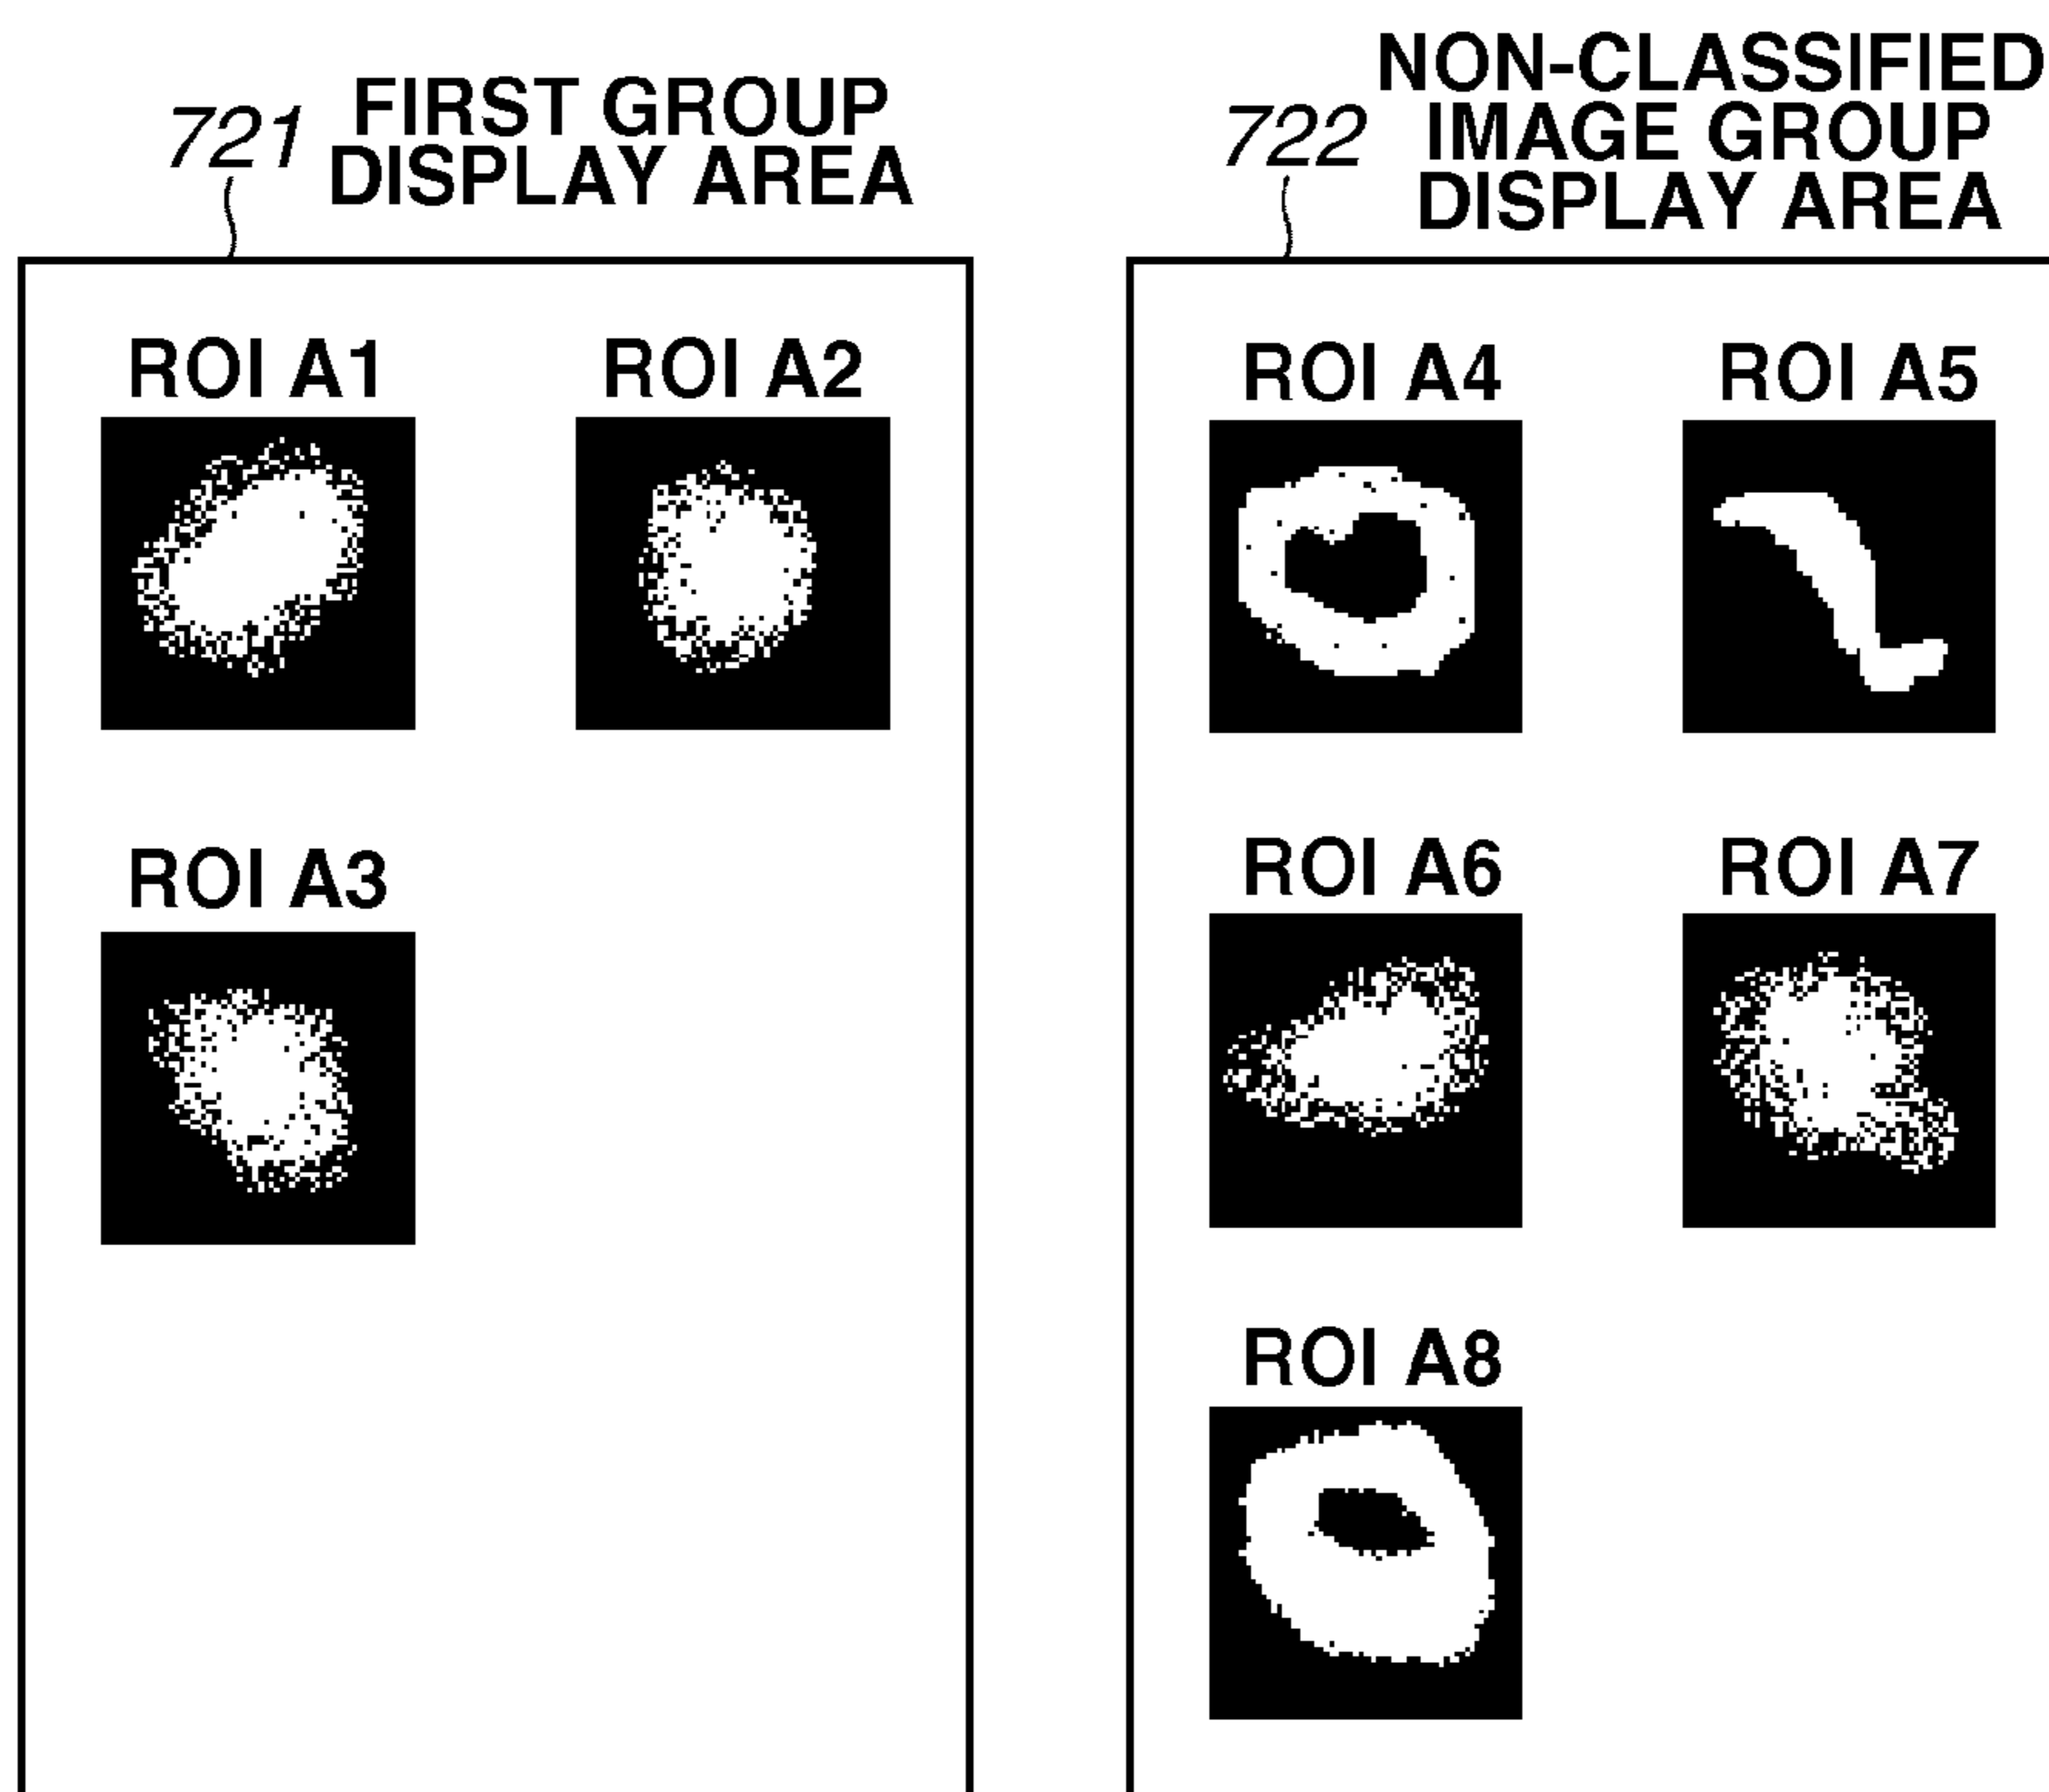 721
FIRST GROUP
DISPLAY AREA
ROI A1
ROI A2
ROI A3
722
NON-CLASSIFIED
IMAGE GROUP
DISPLAY AREA
ROI A4
ROI A5
ROI A6
ROI A7
ROI A8